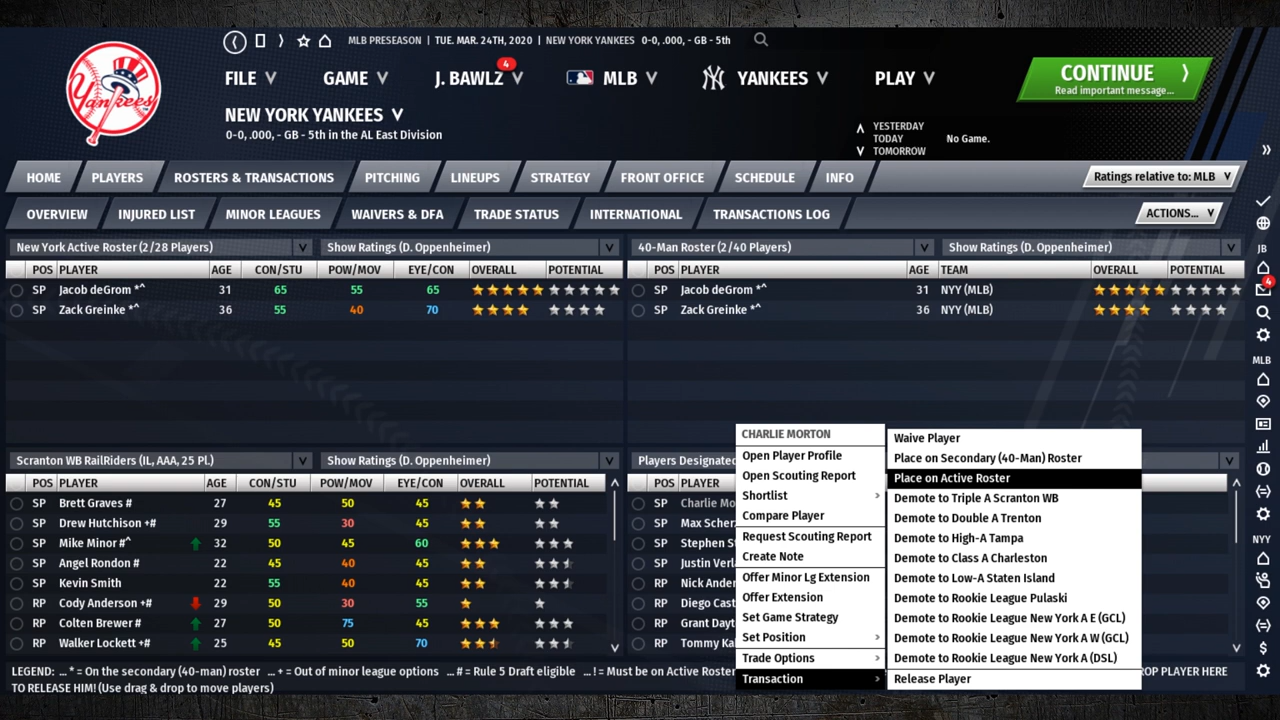 MLB PRESEASON | TUE. MAR. 24TH, 2020 | NEW YORK YANKEES 0-0, .000, - GB - 5th
Yankees
FILE GAME J. BAWLZ 4 MLB YANKEES PLAY
CONTINUE
Read important message...
NEW YORK YANKEES
0-0, .000, - GB - 5th in the AL East Division
YESTERDAY
TODAY No Game.
TOMORROW
HOME PLAYERS ROSTERS & TRANSACTIONS PITCHING LINEUPS STRATEGY FRONT OFFICE SCHEDULE INFO Ratings relative to: MLB
OVERVIEW INJURED LIST MINOR LEAGUES WAIVERS & DFA TRADE STATUS INTERNATIONAL TRANSACTIONS LOG ACTIONS...
New York Active Roster (2/28 Players) Show Ratings (D. Oppenheimer)
POS PLAYER AGE CON/STU POW/MOV EYE/CON OVERALL POTENTIAL
SP Jacob deGrom *^ 31 65 55 65
SP Zack Greinke *^ 36 55 40 70
40-Man Roster (2/40 Players) Show Ratings (D. Oppenheimer)
POS PLAYER AGE TEAM OVERALL POTENTIAL
SP Jacob deGrom *^ 31 NYY (MLB)
SP Zack Greinke *^ 36 NYY (MLB)
Scranton WB RailRiders (IL, AAA, 25 Pl.) Show Ratings (D. Oppenheimer)
POS PLAYER AGE CON/STU POW/MOV EYE/CON OVERALL POTENTIAL
SP Brett Graves # 27 45 50 45
SP Drew Hutchison +# 29 55 30 45
SP Mike Minor #^ 32 50 45 60
SP Angel Rondon # 22 45 40 45
SP Kevin Smith 22 55 40 45
RP Cody Anderson +# 29 50 30 55
RP Colten Brewer # 27 50 75 45
RP Walker Lockett +# 25 45 50 70
Players Designated
POS PLAYER
SP Charlie Mo
SP Max Scher
SP Stephen S
SP Justin Verl
RP Nick Ander
RP Diego Cast
RP Grant Dayt
RP Tommy Ka
CHARLIE MORTON
Open Player Profile
Open Scouting Report
Shortlist
Compare Player
Request Scouting Report
Create Note
Offer Minor Lg Extension
Offer Extension
Set Game Strategy
Set Position
Trade Options
Transaction
Waive Player
Place on Secondary (40-Man) Roster
Place on Active Roster
Demote to Triple A Scranton WB
Demote to Double A Trenton
Demote to High-A Tampa
Demote to Class A Charleston
Demote to Low-A Staten Island
Demote to Rookie League Pulaski
Demote to Rookie League New York A E (GCL)
Demote to Rookie League New York A W (GCL)
Demote to Rookie League New York A (DSL)
Release Player
POTENTIAL
LEGEND: ... * = On the secondary (40-man) roster ... + = Out of minor league options ... # = Rule 5 Draft eligible ... ! = Must be on Active Roster
ROP PLAYER HERE
TO RELEASE HIM! (Use drag & drop to move players)
JB
4
MLB
NYY